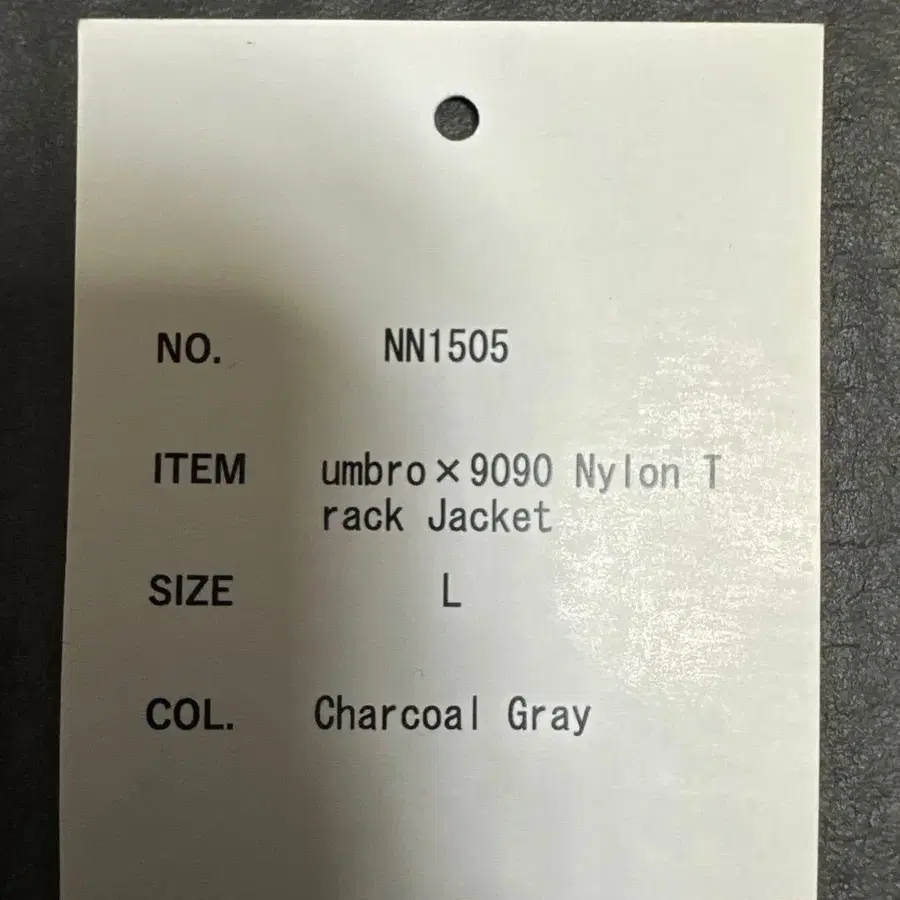 NO. NN1505
ITEM umbro×9090 Nylon T
rack Jacket
SIZE L
COL. Charcoal Gray